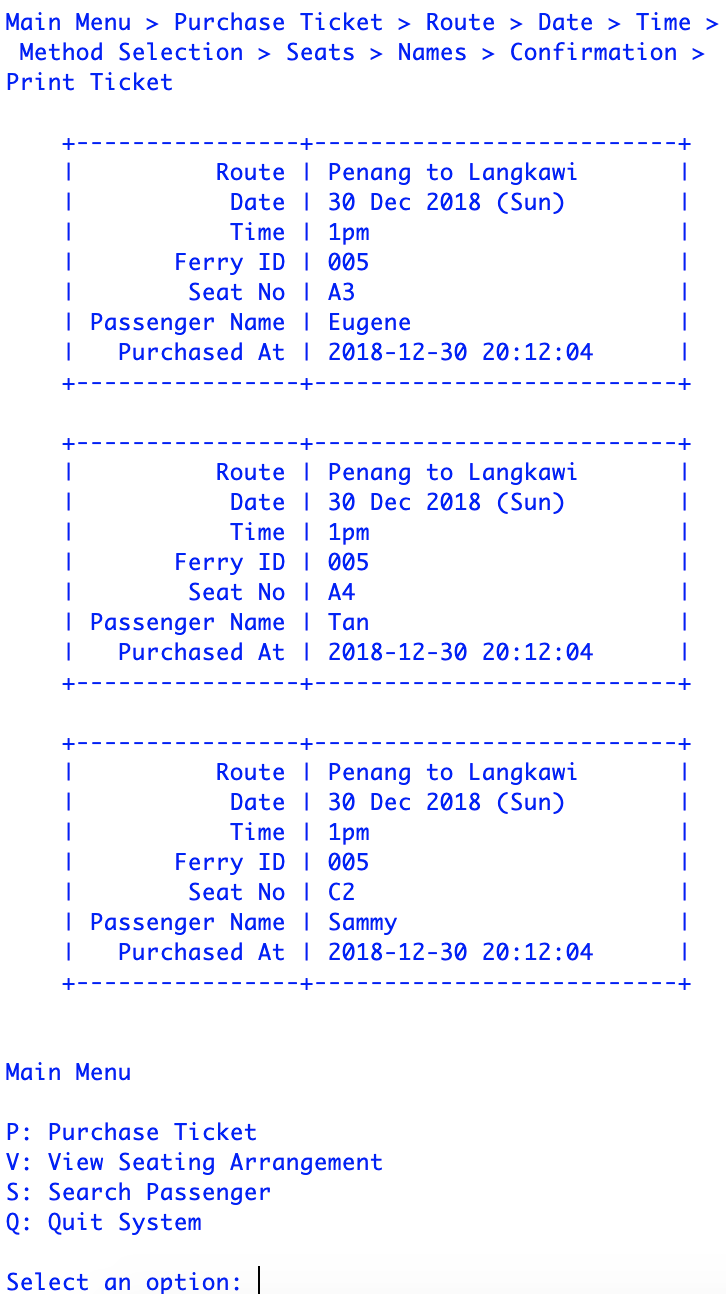 Main Menu > Purchase Ticket > Route > Date > Time >
 Method Selection > Seats > Names > Confirmation >
Print Ticket

    +----------------+--------------------------+
    |          Route | Penang to Langkawi       |
    |           Date | 30 Dec 2018 (Sun)        |
    |           Time | 1pm                      |
    |       Ferry ID | 005                      |
    |        Seat No | A3                       |
    | Passenger Name | Eugene                   |
    |   Purchased At | 2018-12-30 20:12:04      |
    +----------------+--------------------------+

    +----------------+--------------------------+
    |          Route | Penang to Langkawi       |
    |           Date | 30 Dec 2018 (Sun)        |
    |           Time | 1pm                      |
    |       Ferry ID | 005                      |
    |        Seat No | A4                       |
    | Passenger Name | Tan                      |
    |   Purchased At | 2018-12-30 20:12:04      |
    +----------------+--------------------------+

    +----------------+--------------------------+
    |          Route | Penang to Langkawi       |
    |           Date | 30 Dec 2018 (Sun)        |
    |           Time | 1pm                      |
    |       Ferry ID | 005                      |
    |        Seat No | C2                       |
    | Passenger Name | Sammy                    |
    |   Purchased At | 2018-12-30 20:12:04      |
    +----------------+--------------------------+


Main Menu

P: Purchase Ticket
V: View Seating Arrangement
S: Search Passenger
Q: Quit System

Select an option: